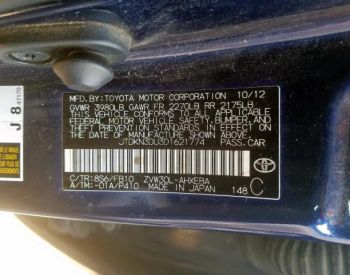 J 8
47170
MFD. BY: TOYOTA MOTOR CORPORATION 10/12
GVWR 3980LB GAWR FR 2270LB RR 2175LB
THIS VEHICLE CONFORMS TO ALL APPLICABLE
FEDERAL MOTOR VEHICLE SAFETY, BUMPER, AND
THEFT PREVENTION STANDARDS IN EFFECT ON
THE DATE OF MANUFACTURE SHOWN ABOVE.
JTDKN3DU3D1621774 PASS. CAR
C/TR: 8S6/FB10 ZVW30L-AHXEBA
A/TM: -01A/P410 MADE IN JAPAN 148 C